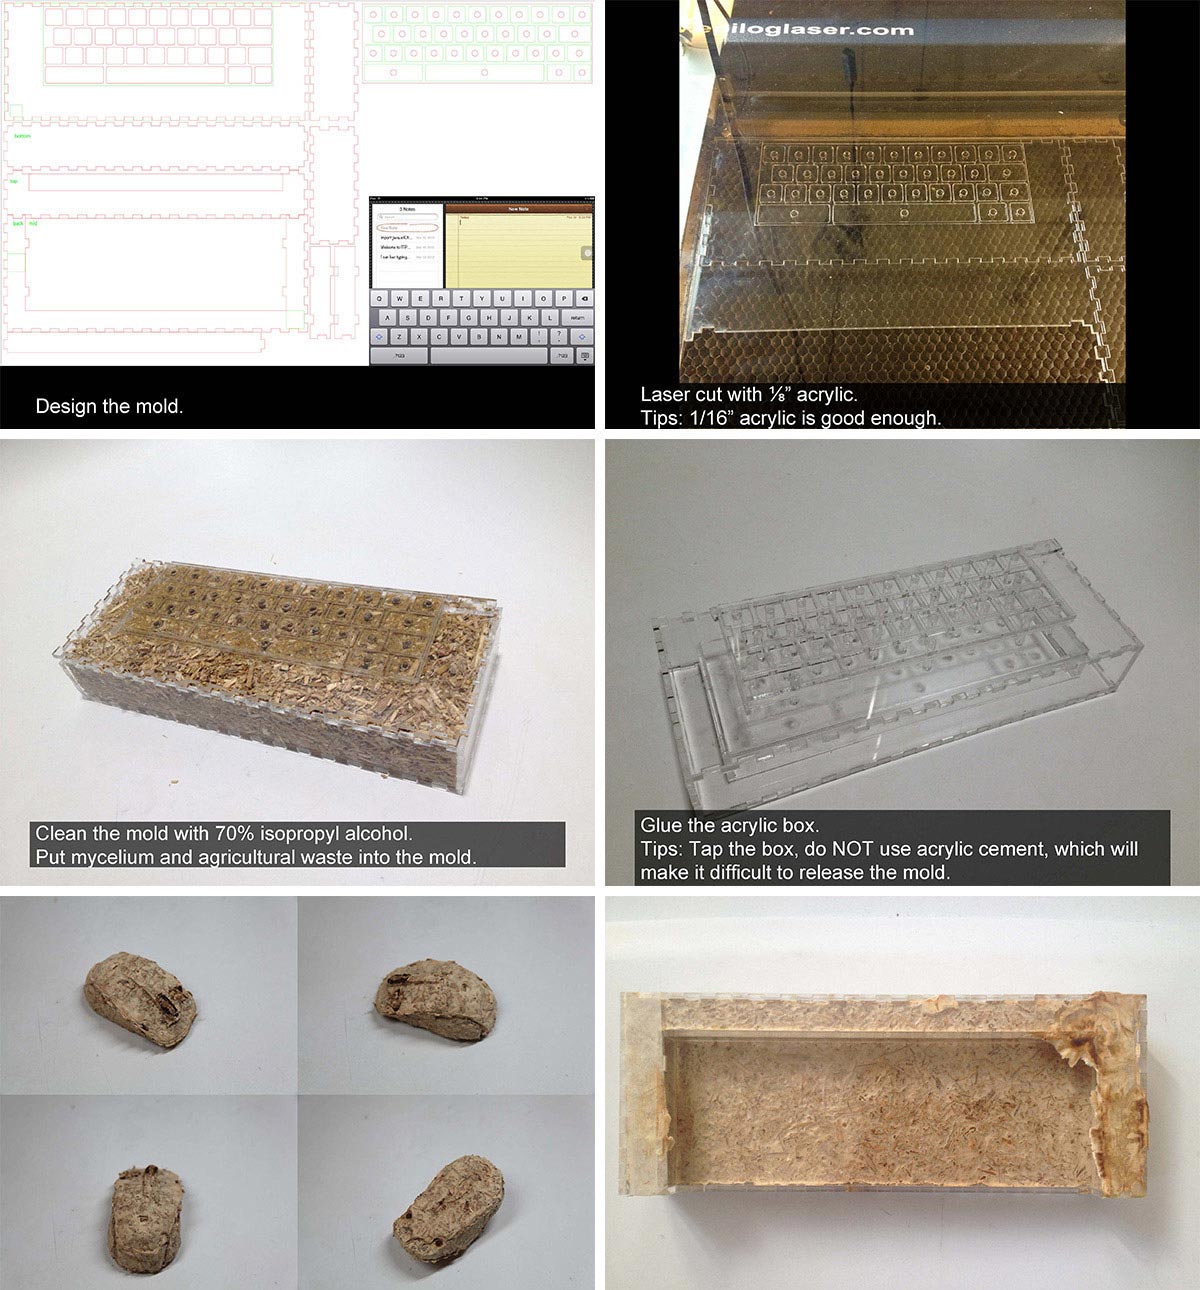 bottom
top
back
mid
3 Notes
New Note
Q W E R T Y U I O P
A S D F G H J K L return
Z X C V B N M ! ? 
.?123 .?123
Design the mold.
iloglaser.com
Laser cut with ⅛” acrylic.
Tips: 1/16” acrylic is good enough.
Clean the mold with 70% isopropyl alcohol.
Put mycelium and agricultural waste into the mold.
Glue the acrylic box.
Tips: Tap the box, do NOT use acrylic cement, which will
make it difficult to release the mold.